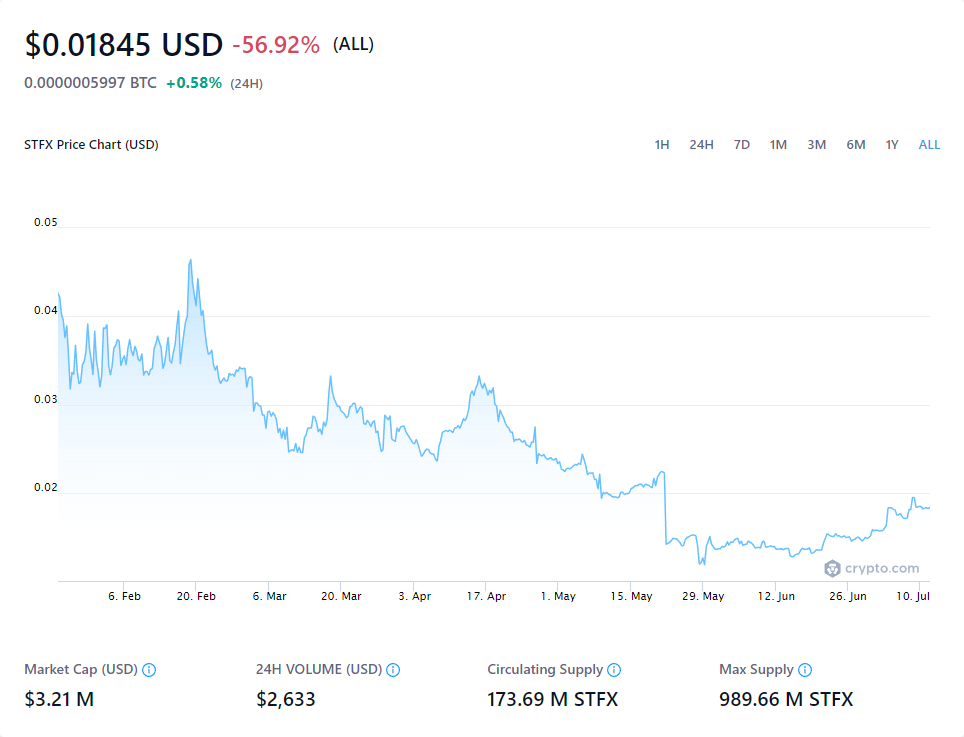 $0.01845 USD -56.92% (ALL)
0.0000005997 BTC +0.58% (24H)
STFX Price Chart (USD) 1H 24H 7D 1M 3M 6M 1Y ALL
0.05
0.04
0.03
0.02
crypto.com
6. Feb 20. Feb 6. Mar 20. Mar 3. Apr 17. Apr 1. May 15. May 29. May 12. Jun 26. Jun 10. Jul
Market Cap (USD) 24H VOLUME (USD) Circulating Supply Max Supply
$3.21 M $2,633 173.69 M STFX 989.66 M STFX